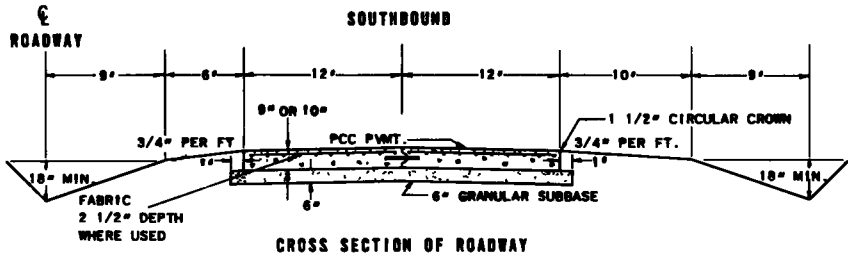 ℄
ROADWAY
SOUTHBOUND
9' 6' 12' 12' 10' 9'
9" OR 10"
1 1/2" CIRCULAR CROWN
3/4" PER FT
PCC PVMT.
3/4" PER FT.
1' 1'
18" MIN.
18" MIN.
FABRIC
2 1/2" DEPTH
WHERE USED
6"
6" GRANULAR SUBBASE
CROSS SECTION OF ROADWAY